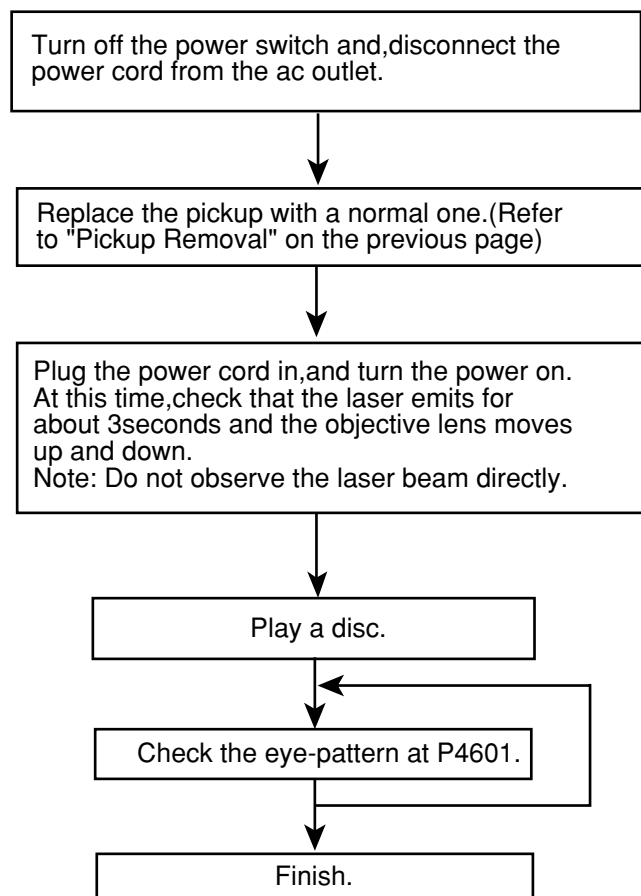 Turn off the power switch and,disconnect the
power cord from the ac outlet.
Replace the pickup with a normal one.(Refer
to "Pickup Removal" on the previous page)
Plug the power cord in,and turn the power on.
At this time,check that the laser emits for
about 3seconds and the objective lens moves
up and down.
Note: Do not observe the laser beam directly.
Play a disc.
Check the eye-pattern at P4601.
Finish.